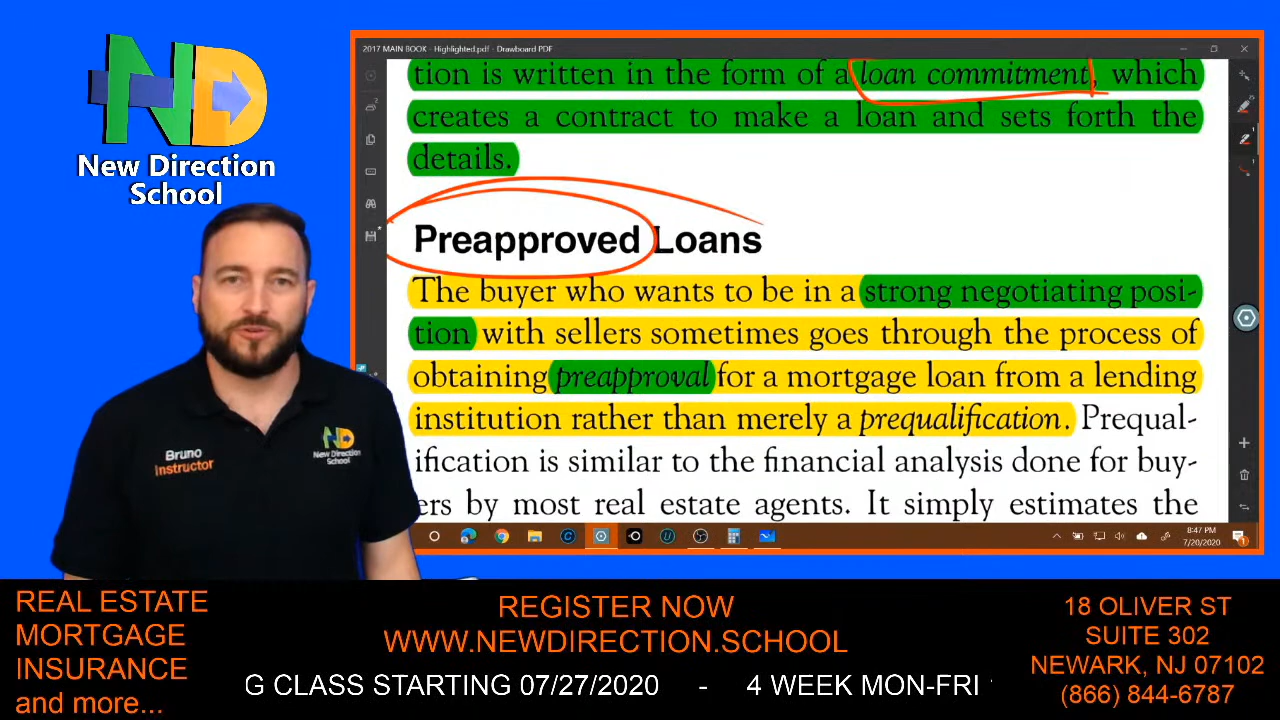 ND
New Direction
School
Bruno
Instructor
ND
New Direction
School
2017 MAIN BOOK - Highlighted.pdf - Drawboard PDF
tion is written in the form of a loan commitment, which
creates a contract to make a loan and sets forth the
details.
Preapproved Loans
The buyer who wants to be in a strong negotiating posi-
tion with sellers sometimes goes through the process of
obtaining preapproval for a mortgage loan from a lending
institution rather than merely a prequalification. Prequal-
ification is similar to the financial analysis done for buy-
ers by most real estate agents. It simply estimates the
8:47 PM
7/20/2020
REAL ESTATE
MORTGAGE
INSURANCE
and more...
REGISTER NOW
WWW.NEWDIRECTION.SCHOOL
G CLASS STARTING 07/27/2020 - 4 WEEK MON-FRI
18 OLIVER ST
SUITE 302
NEWARK, NJ 07102
(866) 844-6787